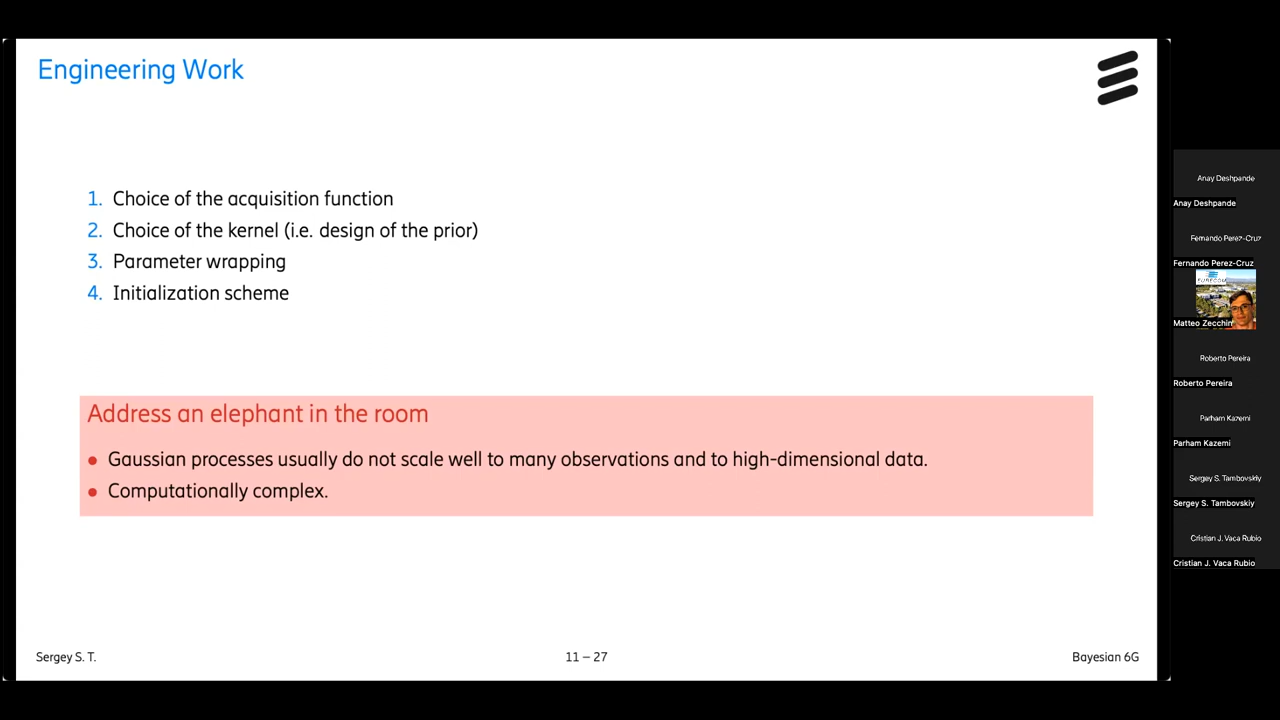 Engineering Work
1. Choice of the acquisition function
2. Choice of the kernel (i.e. design of the prior)
3. Parameter wrapping
4. Initialization scheme
Address an elephant in the room
• Gaussian processes usually do not scale well to many observations and to high-dimensional data.
• Computationally complex.
Sergey S. T.
11 – 27
Bayesian 6G
Anay Deshpande
Anay Deshpande
Fernando Perez-Cruz
Fernando Perez-Cruz
EURECOM
Matteo Zecchin
Roberto Pereira
Roberto Pereira
Parham Kazemi
Parham Kazemi
Sergey S. Tambovskiy
Sergey S. Tambovskiy
Cristian J. Vaca Rubio
Cristian J. Vaca Rubio